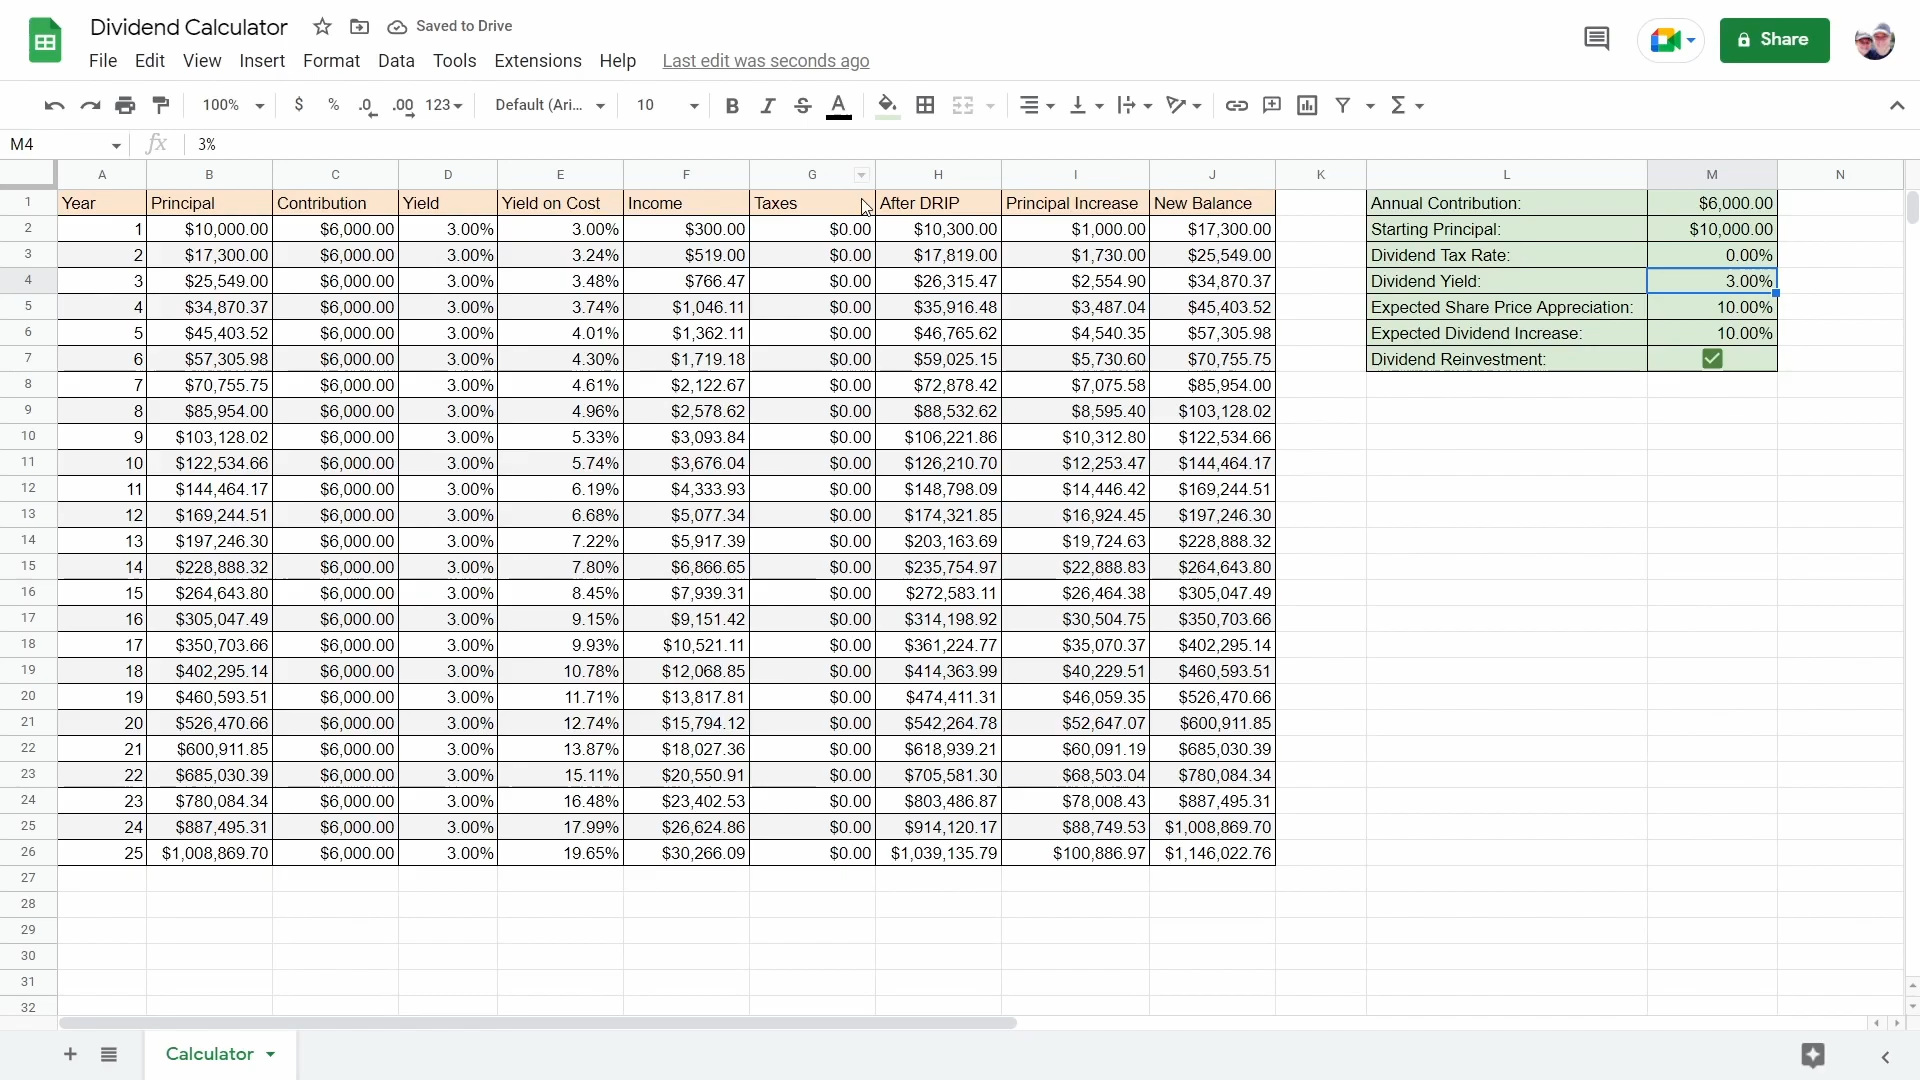 Dividend Calculator Saved to Drive
File Edit View Insert Format Data Tools Extensions Help Last edit was seconds ago
Share
100% $ % .0 .00 123 Default (Ari... 10 B I S A Σ
M4 fx 3%
A B C D E F G H I J K L M N
1 Year Principal Contribution Yield Yield on Cost Income Taxes After DRIP Principal Increase New Balance Annual Contribution: $6,000.00
2 1 $10,000.00 $6,000.00 3.00% 3.00% $300.00 $0.00 $10,300.00 $1,000.00 $17,300.00 Starting Principal: $10,000.00
3 2 $17,300.00 $6,000.00 3.00% 3.24% $519.00 $0.00 $17,819.00 $1,730.00 $25,549.00 Dividend Tax Rate: 0.00%
4 3 $25,549.00 $6,000.00 3.00% 3.48% $766.47 $0.00 $26,315.47 $2,554.90 $34,870.37 Dividend Yield: 3.00%
5 4 $34,870.37 $6,000.00 3.00% 3.74% $1,046.11 $0.00 $35,916.48 $3,487.04 $45,403.52 Expected Share Price Appreciation: 10.00%
6 5 $45,403.52 $6,000.00 3.00% 4.01% $1,362.11 $0.00 $46,765.62 $4,540.35 $57,305.98 Expected Dividend Increase: 10.00%
7 6 $57,305.98 $6,000.00 3.00% 4.30% $1,719.18 $0.00 $59,025.15 $5,730.60 $70,755.75 Dividend Reinvestment:
8 7 $70,755.75 $6,000.00 3.00% 4.61% $2,122.67 $0.00 $72,878.42 $7,075.58 $85,954.00
9 8 $85,954.00 $6,000.00 3.00% 4.96% $2,578.62 $0.00 $88,532.62 $8,595.40 $103,128.02
10 9 $103,128.02 $6,000.00 3.00% 5.33% $3,093.84 $0.00 $106,221.86 $10,312.80 $122,534.66
11 10 $122,534.66 $6,000.00 3.00% 5.74% $3,676.04 $0.00 $126,210.70 $12,253.47 $144,464.17
12 11 $144,464.17 $6,000.00 3.00% 6.19% $4,333.93 $0.00 $148,798.09 $14,446.42 $169,244.51
13 12 $169,244.51 $6,000.00 3.00% 6.68% $5,077.34 $0.00 $174,321.85 $16,924.45 $197,246.30
14 13 $197,246.30 $6,000.00 3.00% 7.22% $5,917.39 $0.00 $203,163.69 $19,724.63 $228,888.32
15 14 $228,888.32 $6,000.00 3.00% 7.80% $6,866.65 $0.00 $235,754.97 $22,888.83 $264,643.80
16 15 $264,643.80 $6,000.00 3.00% 8.45% $7,939.31 $0.00 $272,583.11 $26,464.38 $305,047.49
17 16 $305,047.49 $6,000.00 3.00% 9.15% $9,151.42 $0.00 $314,198.92 $30,504.75 $350,703.66
18 17 $350,703.66 $6,000.00 3.00% 9.93% $10,521.11 $0.00 $361,224.77 $35,070.37 $402,295.14
19 18 $402,295.14 $6,000.00 3.00% 10.78% $12,068.85 $0.00 $414,363.99 $40,229.51 $460,593.51
20 19 $460,593.51 $6,000.00 3.00% 11.71% $13,817.81 $0.00 $474,411.31 $46,059.35 $526,470.66
21 20 $526,470.66 $6,000.00 3.00% 12.74% $15,794.12 $0.00 $542,264.78 $52,647.07 $600,911.85
22 21 $600,911.85 $6,000.00 3.00% 13.87% $18,027.36 $0.00 $618,939.21 $60,091.19 $685,030.39
23 22 $685,030.39 $6,000.00 3.00% 15.11% $20,550.91 $0.00 $705,581.30 $68,503.04 $780,084.34
24 23 $780,084.34 $6,000.00 3.00% 16.48% $23,402.53 $0.00 $803,486.87 $78,008.43 $887,495.31
25 24 $887,495.31 $6,000.00 3.00% 17.99% $26,624.86 $0.00 $914,120.17 $88,749.53 $1,008,869.70
26 25 $1,008,869.70 $6,000.00 3.00% 19.65% $30,266.09 $0.00 $1,039,135.79 $100,886.97 $1,146,022.76
27
28
29
30
31
32
Calculator